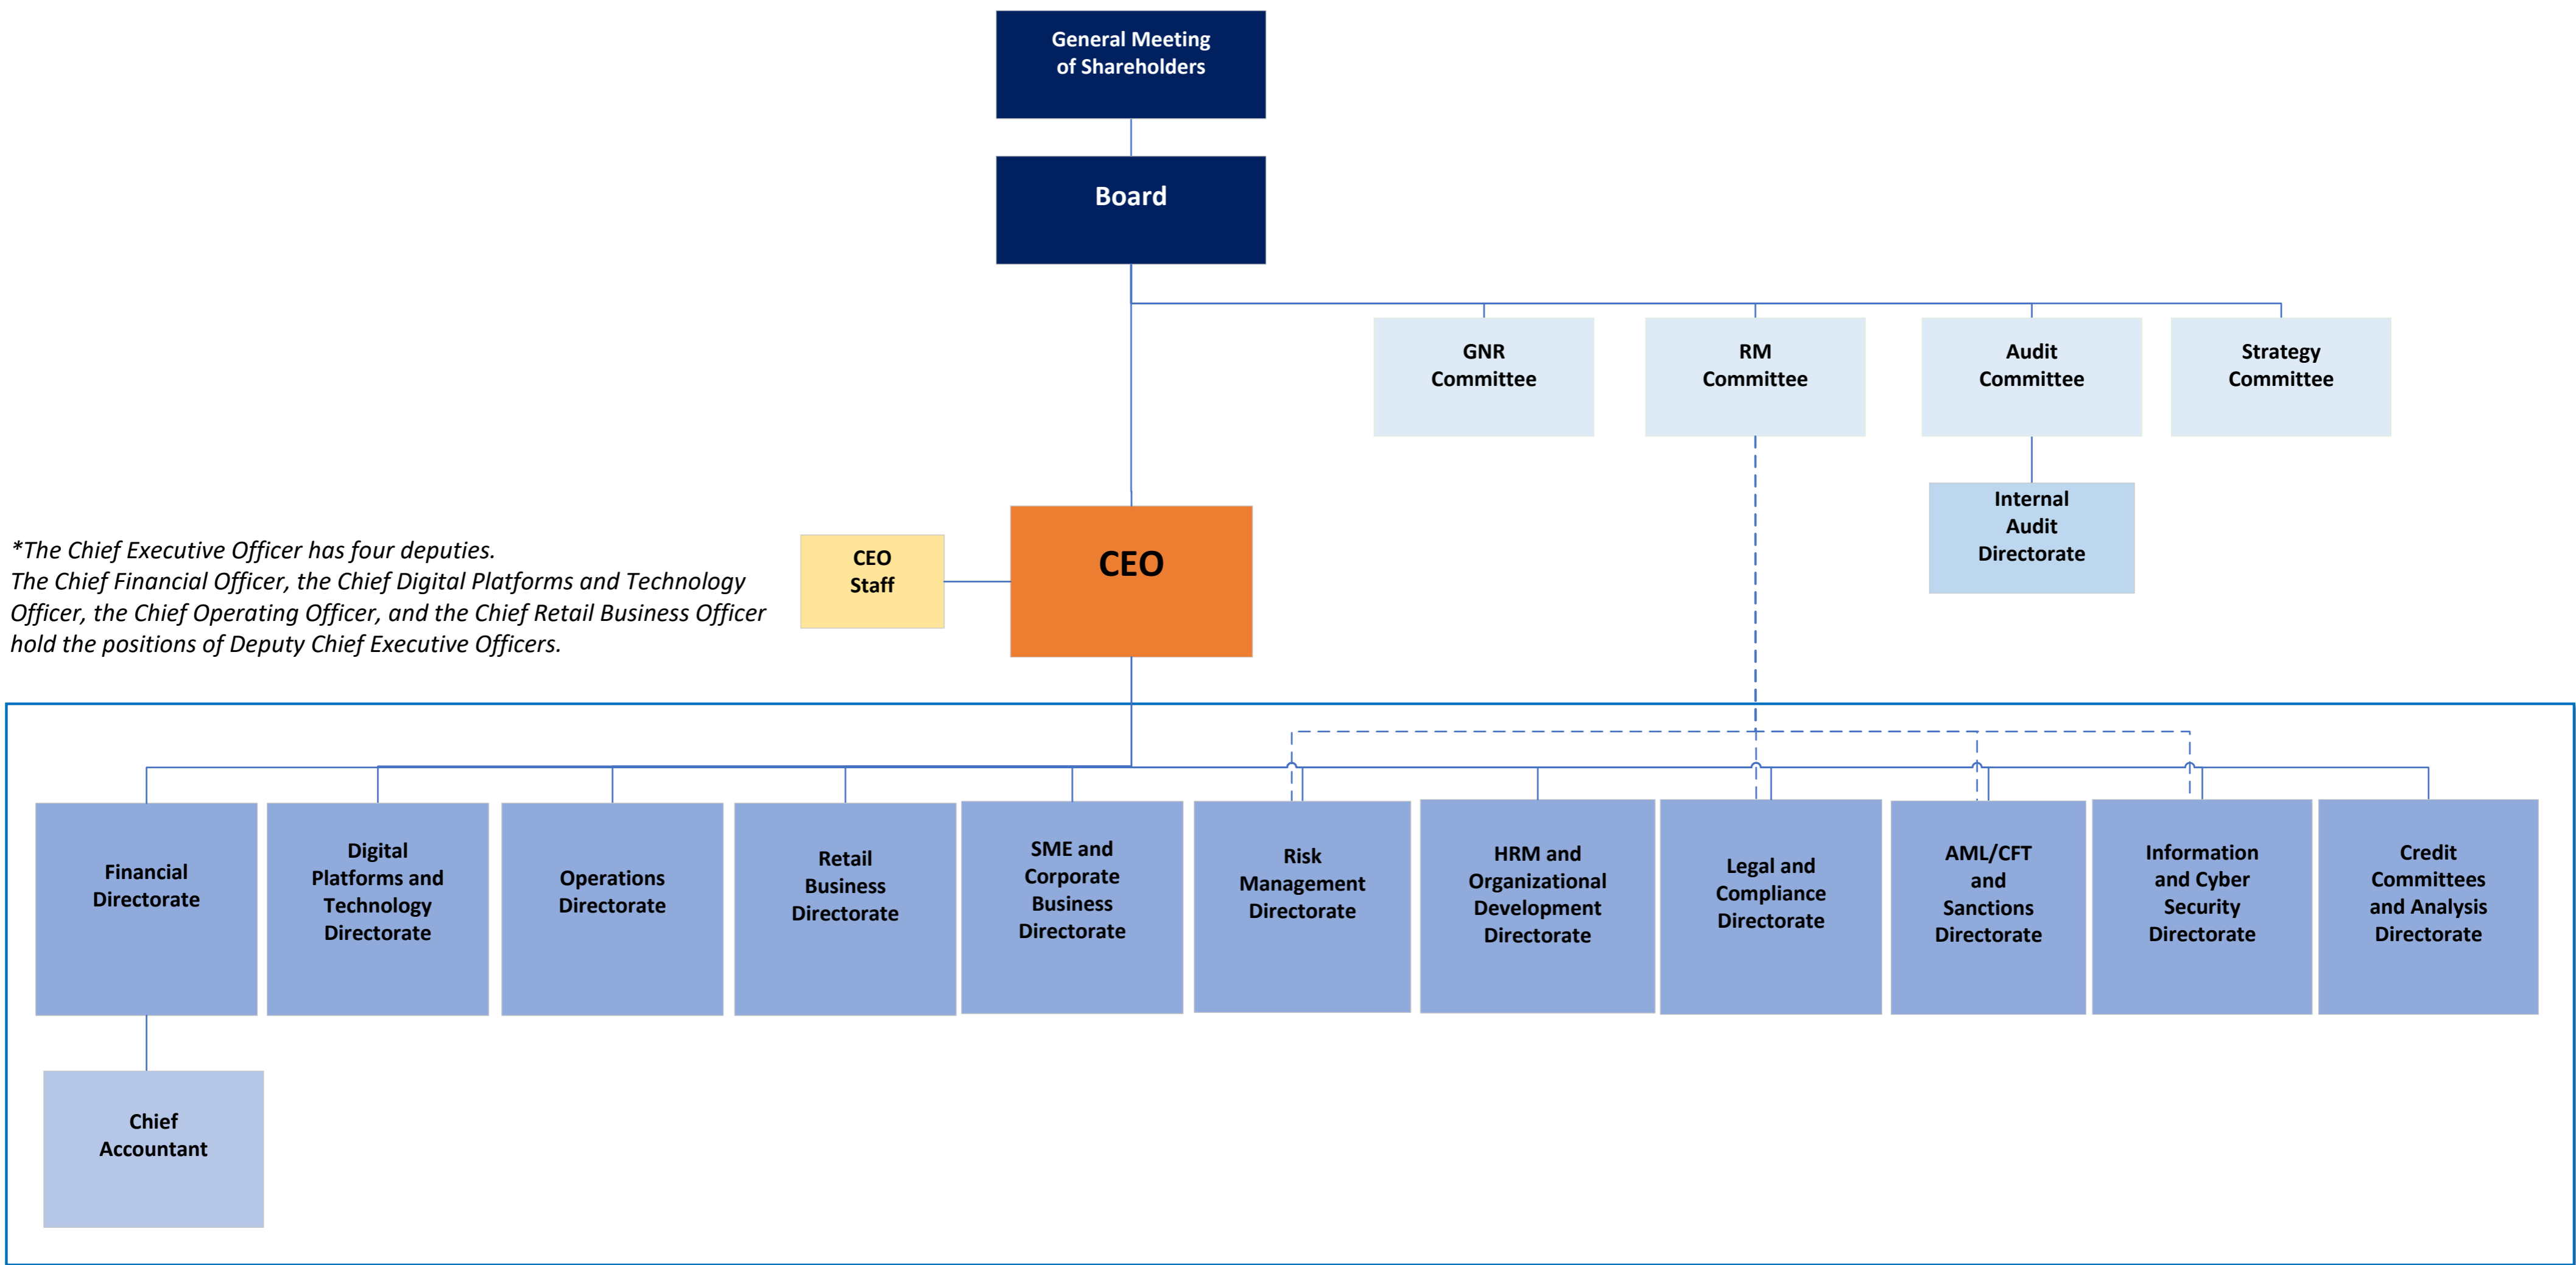 General Meeting
of Shareholders
Board
GNR
Committee
RM
Committee
Audit
Committee
Strategy
Committee
Internal
Audit
Directorate
*The Chief Executive Officer has four deputies.
The Chief Financial Officer, the Chief Digital Platforms and Technology
Officer, the Chief Operating Officer, and the Chief Retail Business Officer
hold the positions of Deputy Chief Executive Officers.
CEO
Staff
CEO
Financial
Directorate
Digital
Platforms and
Technology
Directorate
Operations
Directorate
Retail
Business
Directorate
SME and
Corporate
Business
Directorate
Risk
Management
Directorate
HRM and
Organizational
Development
Directorate
Legal and
Compliance
Directorate
AML/CFT
and
Sanctions
Directorate
Information
and Cyber
Security
Directorate
Credit
Committees
and Analysis
Directorate
Chief
Accountant